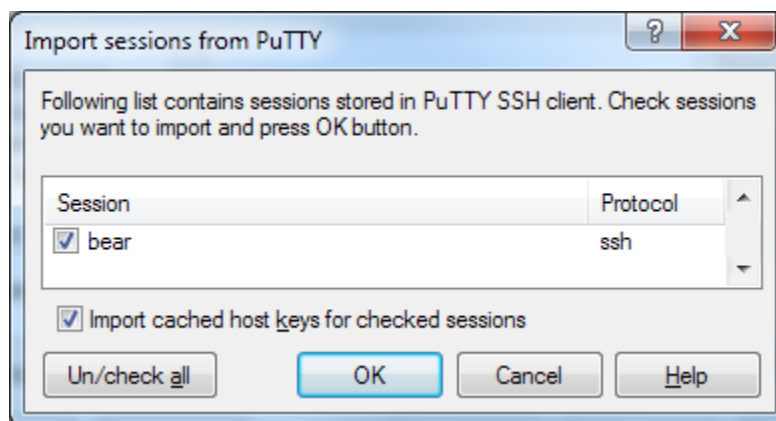 Import sessions from PuTTY
Following list contains sessions stored in PuTTY SSH client. Check sessions
you want to import and press OK button.
Session Protocol
bear ssh
Import cached host keys for checked sessions
Un/check all OK Cancel Help